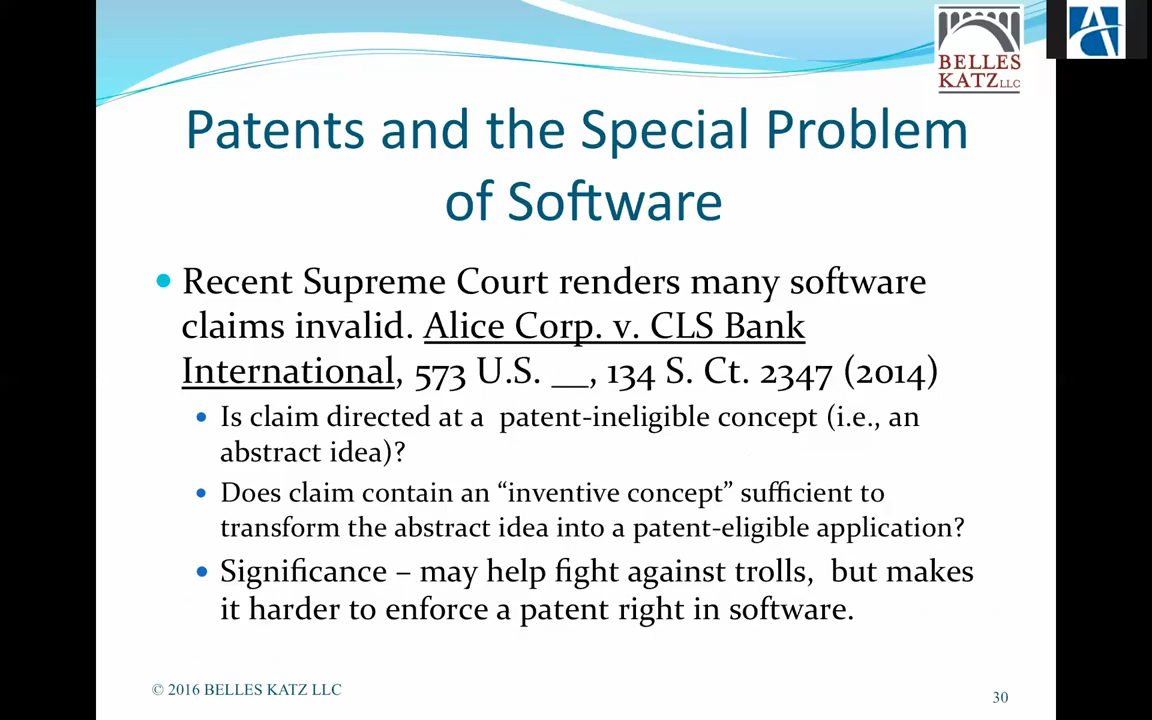 BELLES
KATZ LLC
Patents and the Special Problem
of Software
• Recent Supreme Court renders many software
claims invalid. Alice Corp. v. CLS Bank
International, 573 U.S. __, 134 S. Ct. 2347 (2014)
• Is claim directed at a  patent-ineligible concept (i.e., an
abstract idea)?
• Does claim contain an “inventive concept” sufficient to
transform the abstract idea into a patent-eligible application?
• Significance – may help fight against trolls,  but makes
it harder to enforce a patent right in software.
© 2016 BELLES KATZ LLC
30